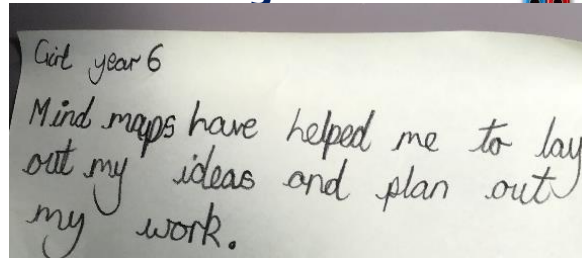 Girl year 6
Mind maps have helped me to lay
out my ideas and plan out
my work.